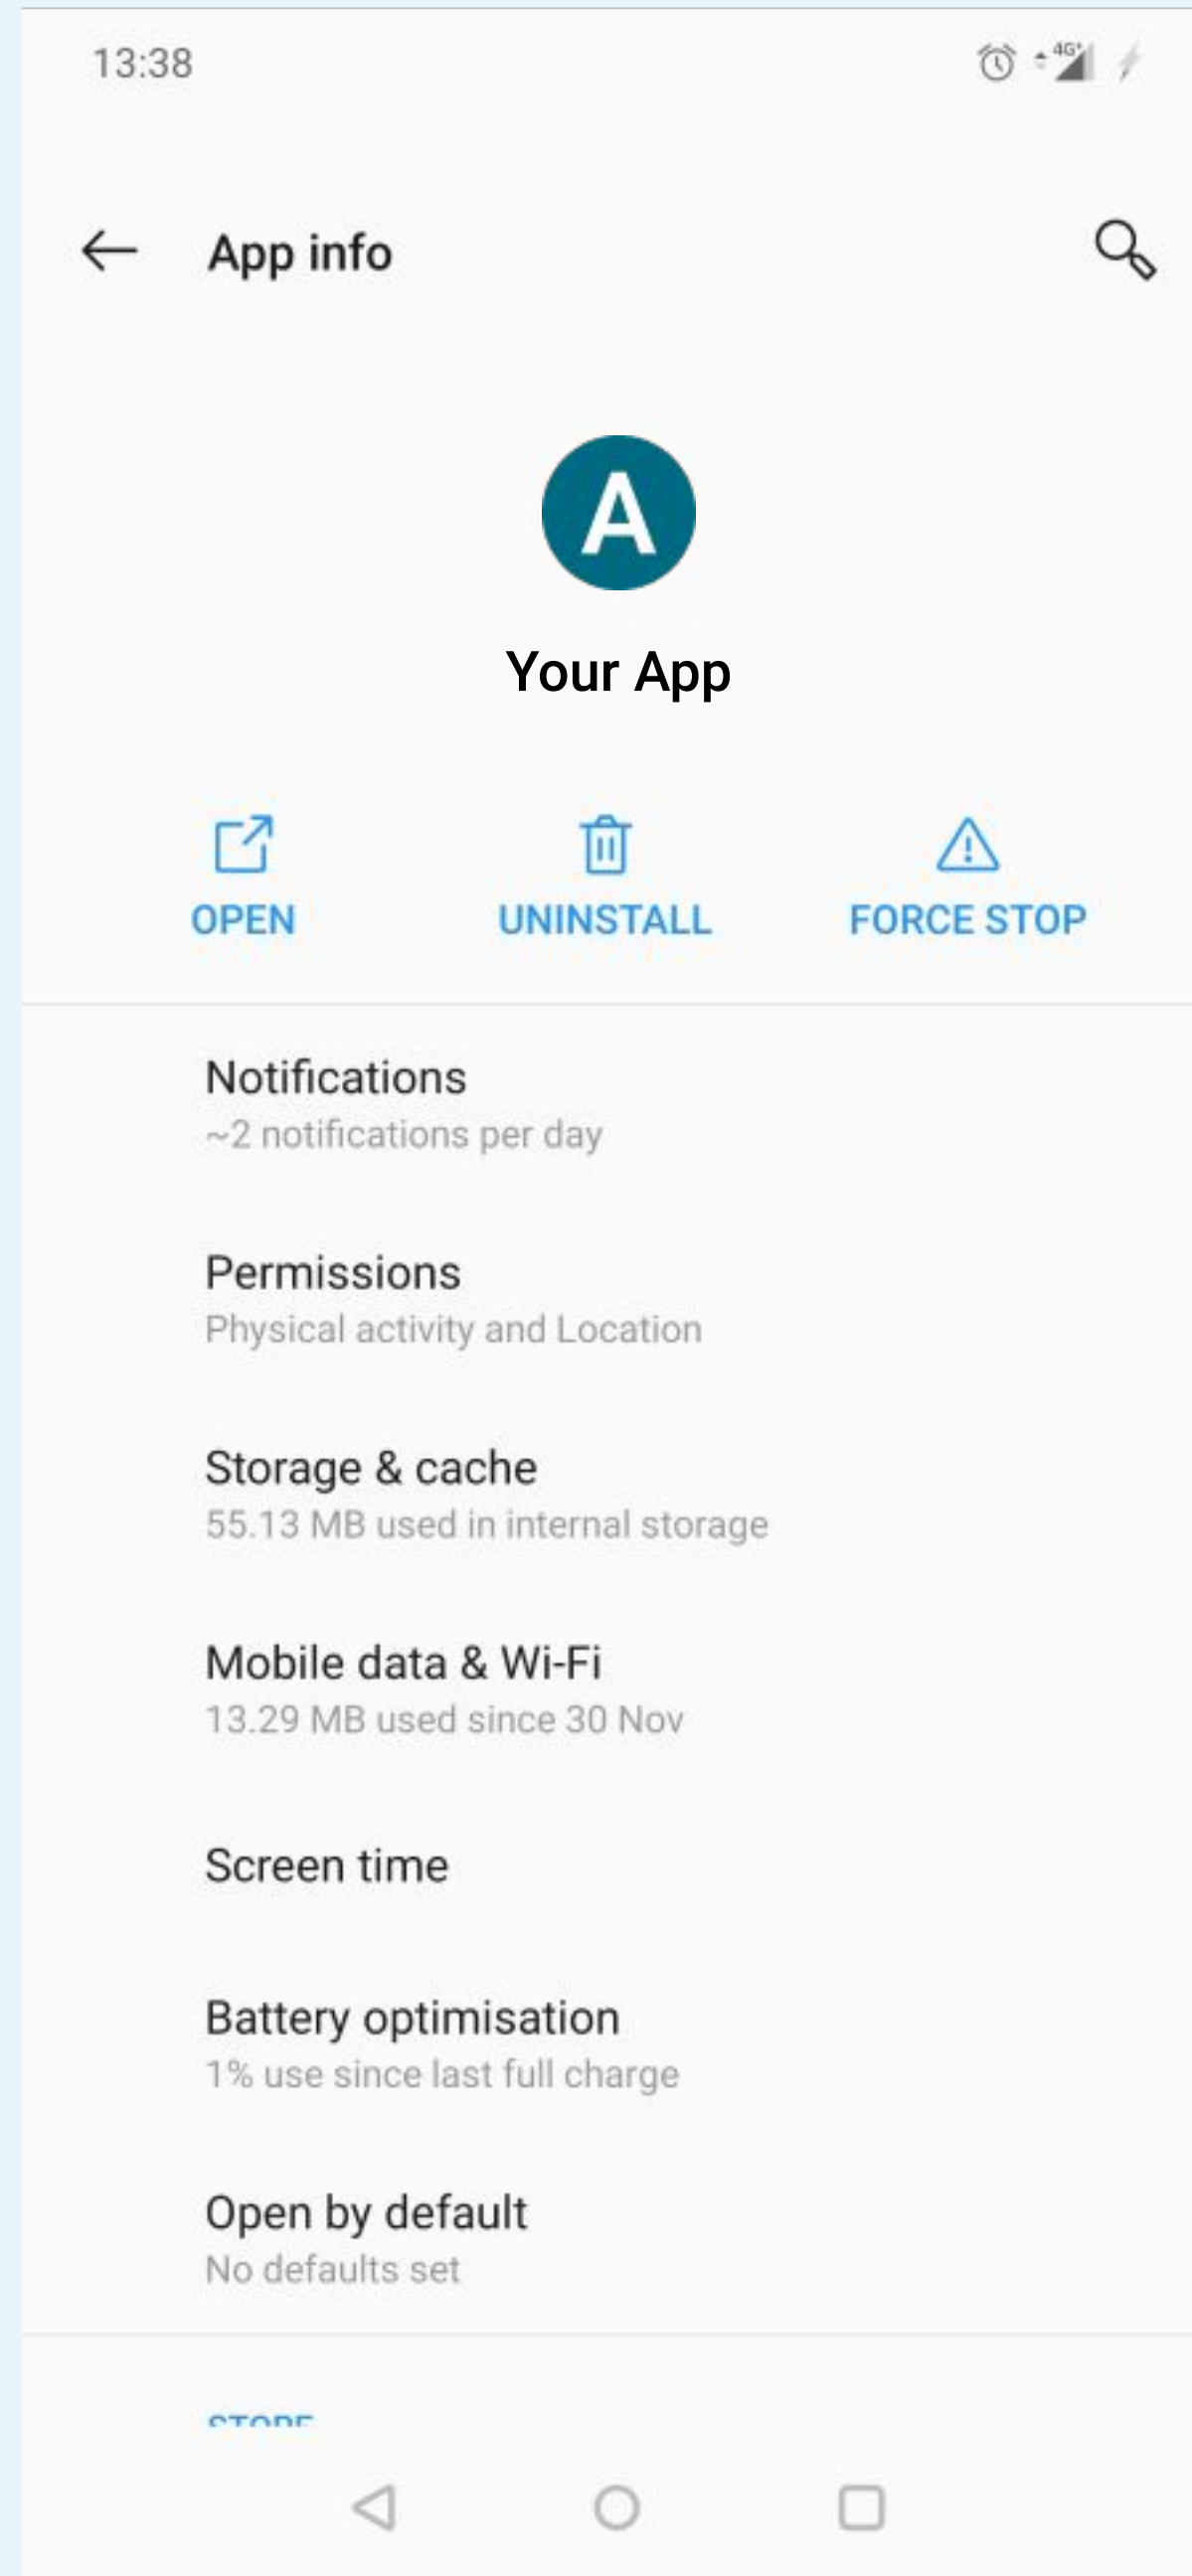 13:38
4G+
App info
A
Your App
OPEN
UNINSTALL
FORCE STOP
Notifications
~2 notifications per day
Permissions
Physical activity and Location
Storage & cache
55.13 MB used in internal storage
Mobile data & Wi-Fi
13.29 MB used since 30 Nov
Screen time
Battery optimisation
1% use since last full charge
Open by default
No defaults set
STORE